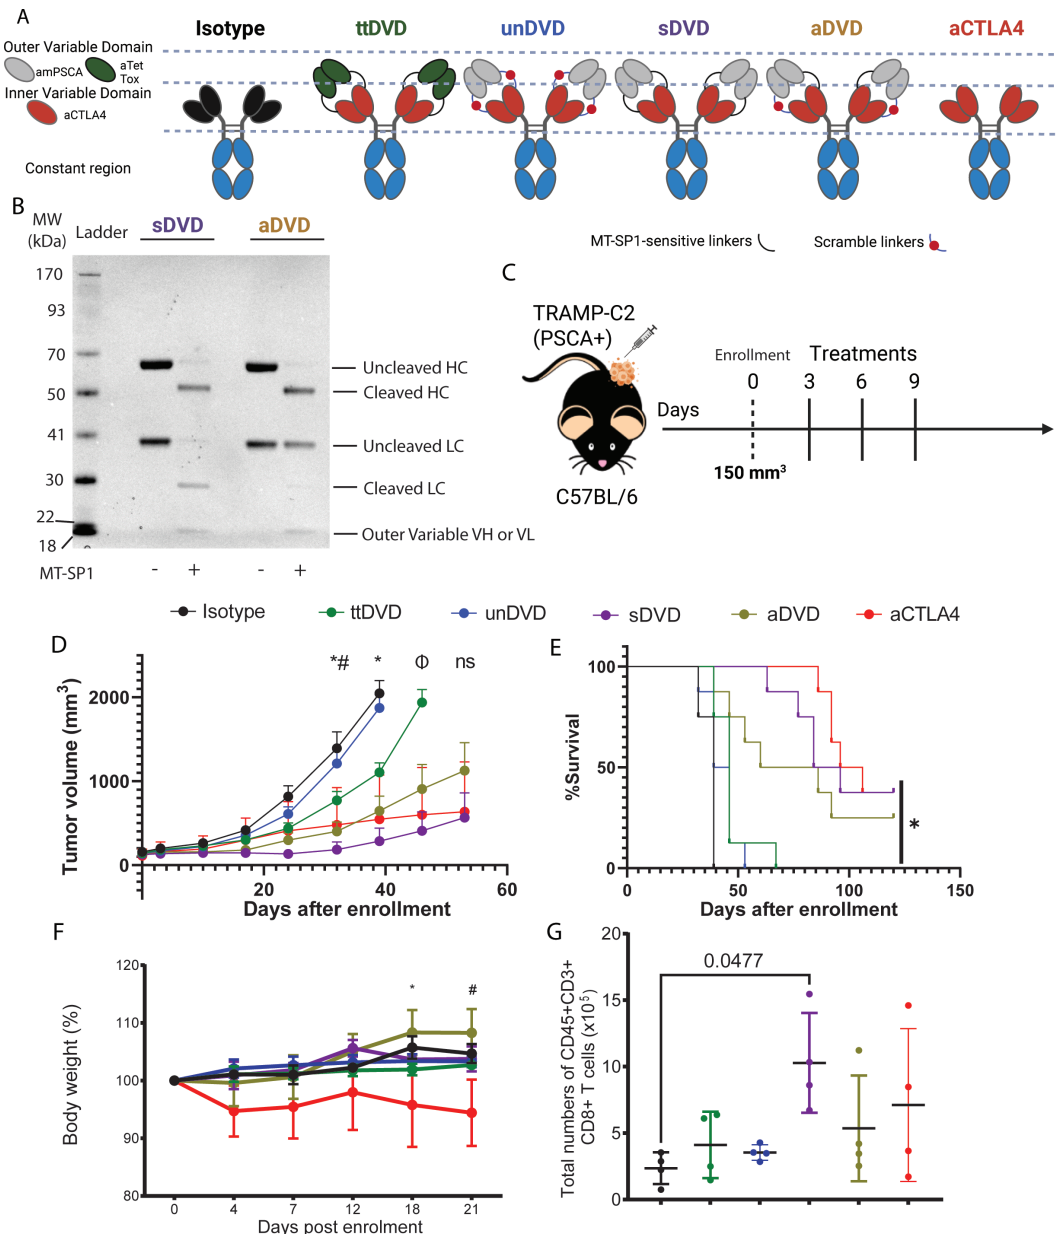 A
Isotype
ttDVD
unDVD
sDVD
aDVD
aCTLA4
Outer Variable Domain
amPSCA
aTet
Tox
Inner Variable Domain
aCTLA4
Constant region
MT-SP1-sensitive linkers
Scramble linkers
B
MW
(kDa)
Ladder
sDVD
aDVD
170
93
70
50
41
30
22
18
Uncleaved HC
Cleaved HC
Uncleaved LC
Cleaved LC
Outer Variable VH or VL
MT-SP1
- + - +
C
TRAMP-C2
(PSCA+)
C57BL/6
Enrollment
Treatments
0 3 6 9
Days
150 mm³
Isotype
ttDVD
unDVD
sDVD
aDVD
aCTLA4
D
*# * Φ ns
Tumor volume (mm³)
2000
1000
0
20 40 60
Days after enrollment
E
%Survival
100
50
0
0 50 100 150
*
Days after enrollment
F
Body weight (%)
120
110
100
90
80
* #
0 4 7 12 18 21
Days post enrolment
G
Total numbers of CD45+CD3+
CD8+ T cells (x10⁵)
20
15
10
5
0
0.0477